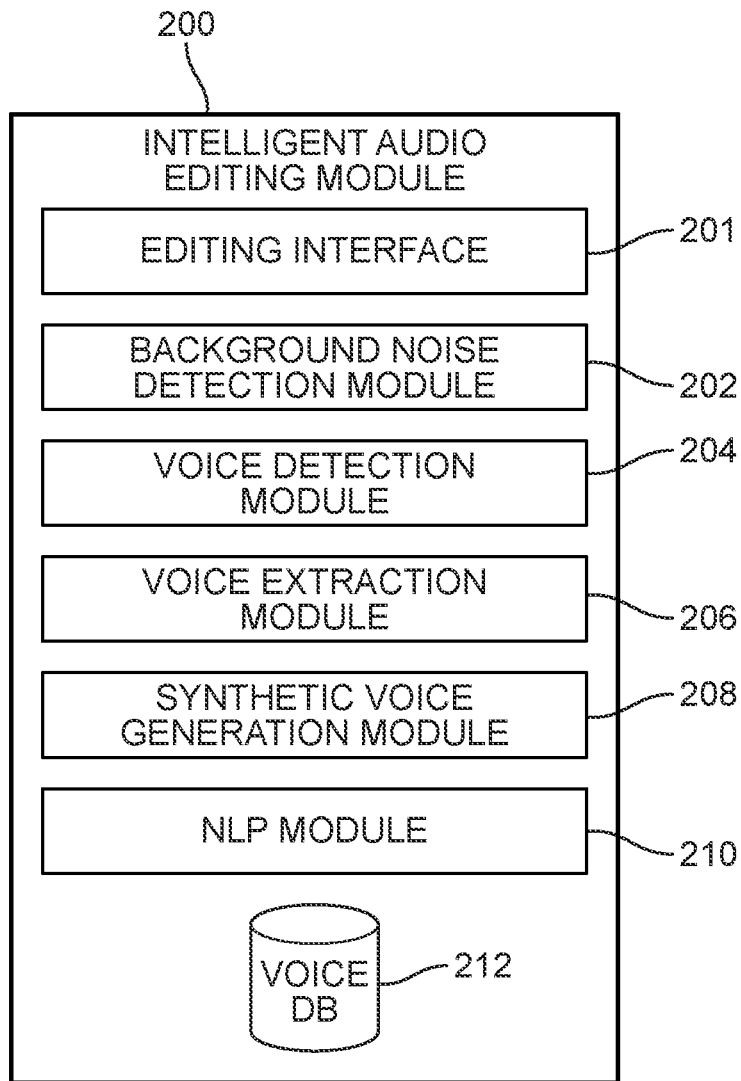 200
INTELLIGENT AUDIO
EDITING MODULE
EDITING INTERFACE
201
BACKGROUND NOISE
DETECTION MODULE
202
VOICE DETECTION
MODULE
204
VOICE EXTRACTION
MODULE
206
SYNTHETIC VOICE
GENERATION MODULE
208
NLP MODULE
210
VOICE
DB
212